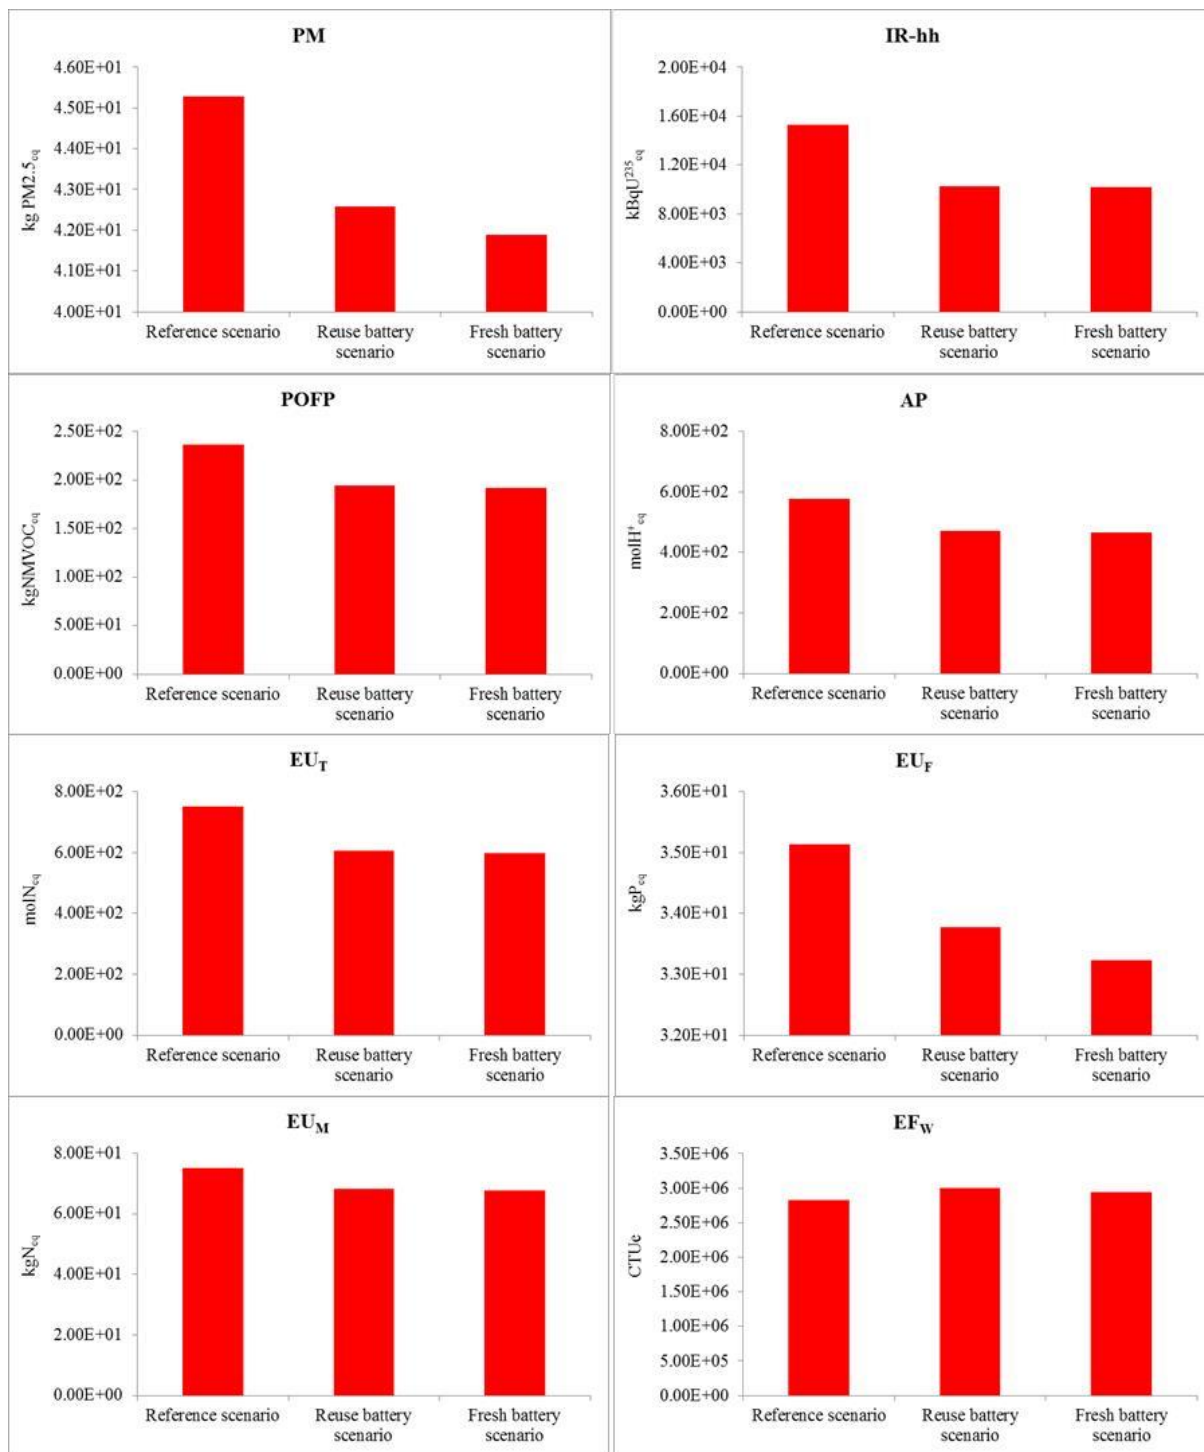 PM
4.60E+01
4.50E+01
4.40E+01
4.30E+01
4.20E+01
4.10E+01
4.00E+01
kg PM2.5eq
Reference scenario
Reuse battery
scenario
Fresh battery
scenario
IR-hh
2.00E+04
1.60E+04
1.20E+04
8.00E+03
4.00E+03
0.00E+00
kBqU²³⁵eq
Reference scenario
Reuse battery
scenario
Fresh battery
scenario
POFP
2.50E+02
2.00E+02
1.50E+02
1.00E+02
5.00E+01
0.00E+00
kgNMVOCeq
Reference scenario
Reuse battery
scenario
Fresh battery
scenario
AP
8.00E+02
6.00E+02
4.00E+02
2.00E+02
0.00E+00
molH⁺eq
Reference scenario
Reuse battery
scenario
Fresh battery
scenario
EUT
8.00E+02
6.00E+02
4.00E+02
2.00E+02
0.00E+00
molNeq
Reference scenario
Reuse battery
scenario
Fresh battery
scenario
EUF
3.60E+01
3.50E+01
3.40E+01
3.30E+01
3.20E+01
kgPeq
Reference scenario
Reuse battery
scenario
Fresh battery
scenario
EUM
8.00E+01
6.00E+01
4.00E+01
2.00E+01
0.00E+00
kgNeq
Reference scenario
Reuse battery
scenario
Fresh battery
scenario
EFW
3.50E+06
3.00E+06
2.50E+06
2.00E+06
1.50E+06
1.00E+06
5.00E+05
0.00E+00
CTUe
Reference scenario
Reuse battery
scenario
Fresh battery
scenario